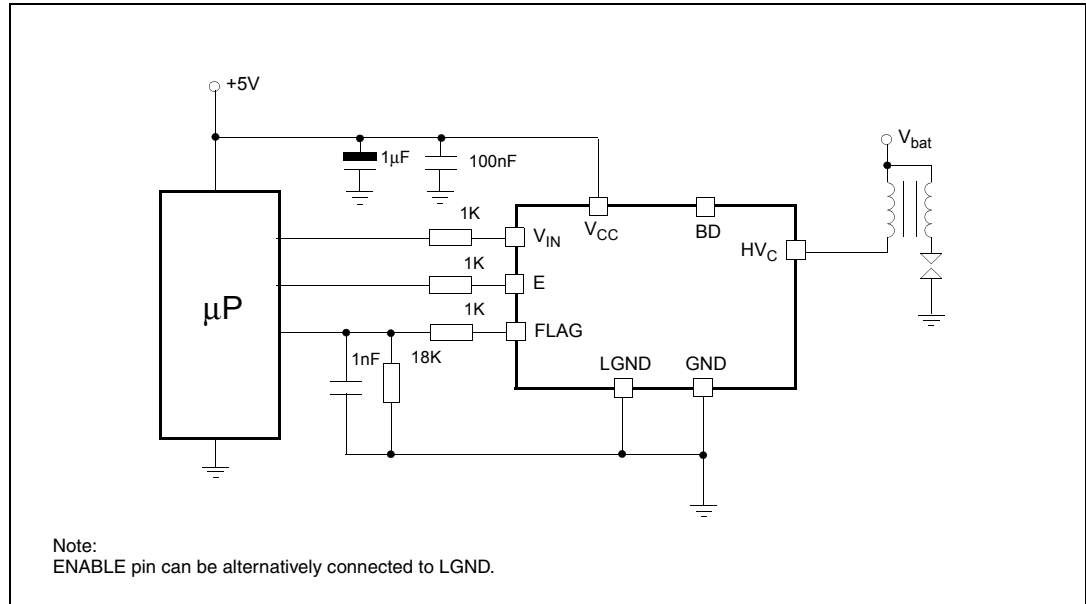 +5V
1μF
100nF
V_bat
1K
V_IN
V_CC
BD
HV_C
1K
E
μP
1K
FLAG
1nF
18K
LGND
GND
Note:
ENABLE pin can be alternatively connected to LGND.